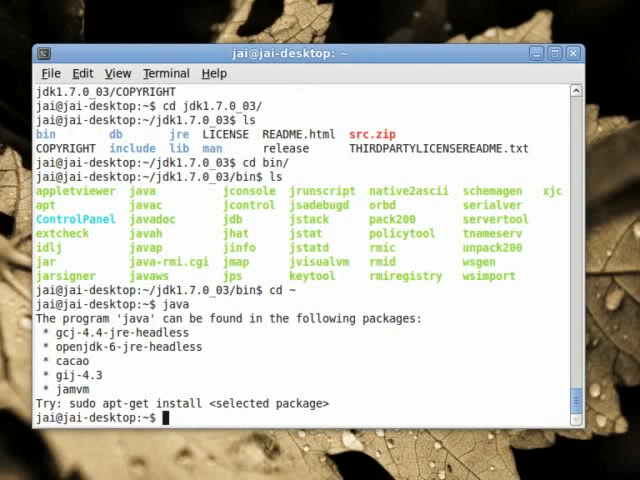 jai@jai-desktop: ~
File Edit View Terminal Help
jdk1.7.0_03/COPYRIGHT
jai@jai-desktop:~$ cd jdk1.7.0_03/
jai@jai-desktop:~/jdk1.7.0_03$ ls
bin db jre LICENSE README.html src.zip
COPYRIGHT include lib man release THIRDPARTYLICENSEREADME.txt
jai@jai-desktop:~/jdk1.7.0_03$ cd bin/
jai@jai-desktop:~/jdk1.7.0_03/bin$ ls
appletviewer java jconsole jrunscript native2ascii schemagen xjc
apt javac jcontrol jsadebugd orbd serialver
ControlPanel javadoc jdb jstack pack200 servertool
extcheck javah jhat jstat policytool tnameserv
idlj javap jinfo jstatd rmic unpack200
jar java-rmi.cgi jmap jvisualvm rmid wsgen
jarsigner javaws jps keytool rmiregistry wsimport
jai@jai-desktop:~/jdk1.7.0_03/bin$ cd ~
jai@jai-desktop:~$ java
The program 'java' can be found in the following packages:
* gcj-4.4-jre-headless
* openjdk-6-jre-headless
* cacao
* gij-4.3
* jamvm
Try: sudo apt-get install <selected package>
jai@jai-desktop:~$